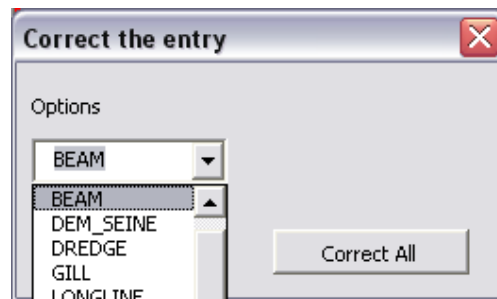 Correct the entry
Options
BEAM
BEAM
DEM_SEINE
DREDGE
GILL
LONGLINE
Correct All